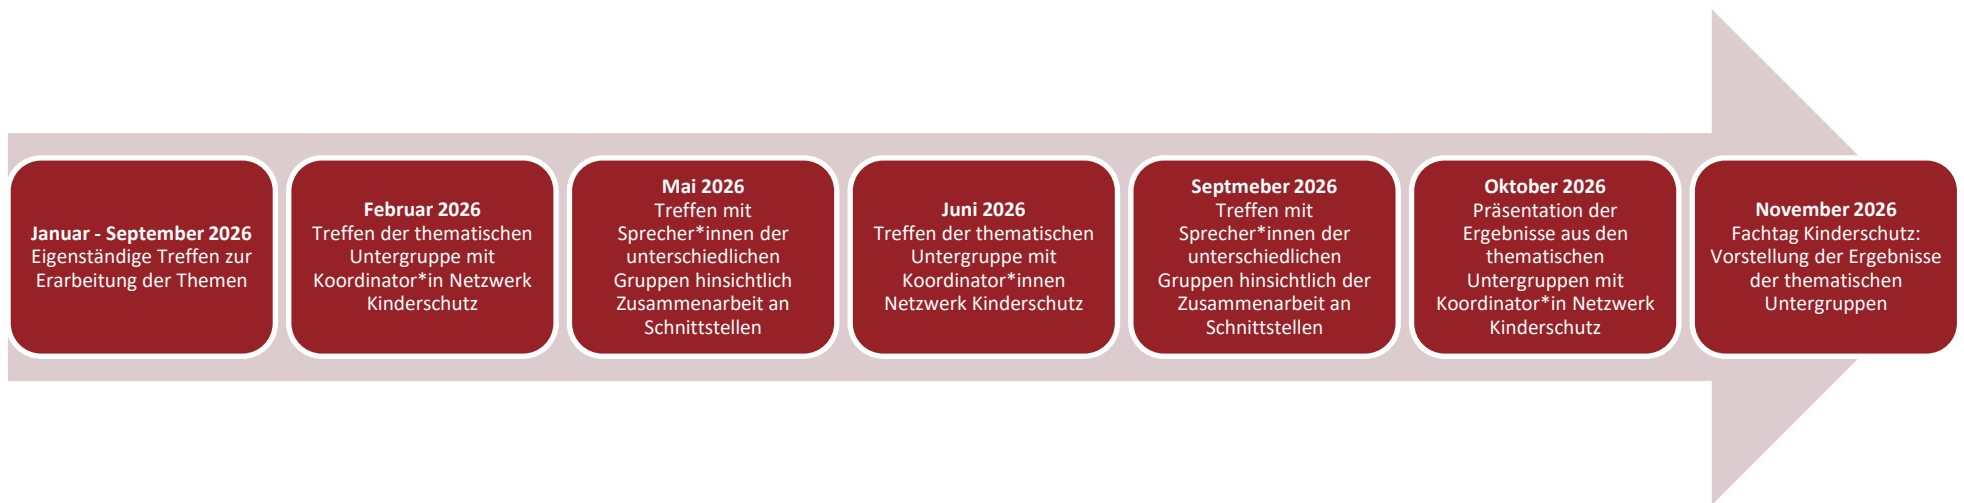 Januar - September 2026
Eigenständige Treffen zur
Erarbeitung der Themen
Februar 2026
Treffen der thematischen
Untergruppe mit
Koordinator*in Netzwerk
Kinderschutz
Mai 2026
Treffen mit
Sprecher*innen der
unterschiedlichen
Gruppen hinsichtlich
Zusammenarbeit an
Schnittstellen
Juni 2026
Treffen der thematischen
Untergruppe mit
Koordinator*innen
Netzwerk Kinderschutz
Septmeber 2026
Treffen mit
Sprecher*innen der
unterschiedlichen
Gruppen hinsichtlich der
Zusammenarbeit an
Schnittstellen
Oktober 2026
Präsentation der
Ergebnisse aus den
thematischen
Untergruppen mit
Koordinator*in Netzwerk
Kinderschutz
November 2026
Fachtag Kinderschutz:
Vorstellung der Ergebnisse
der thematischen
Untergruppen